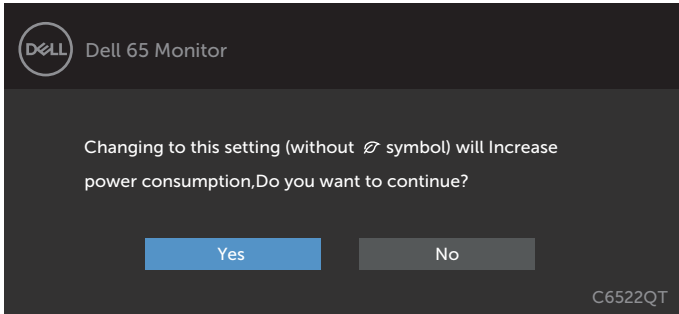 DELL
Dell 65 Monitor
Changing to this setting (without symbol) will Increase
power consumption,Do you want to continue?
Yes
No
C6522QT